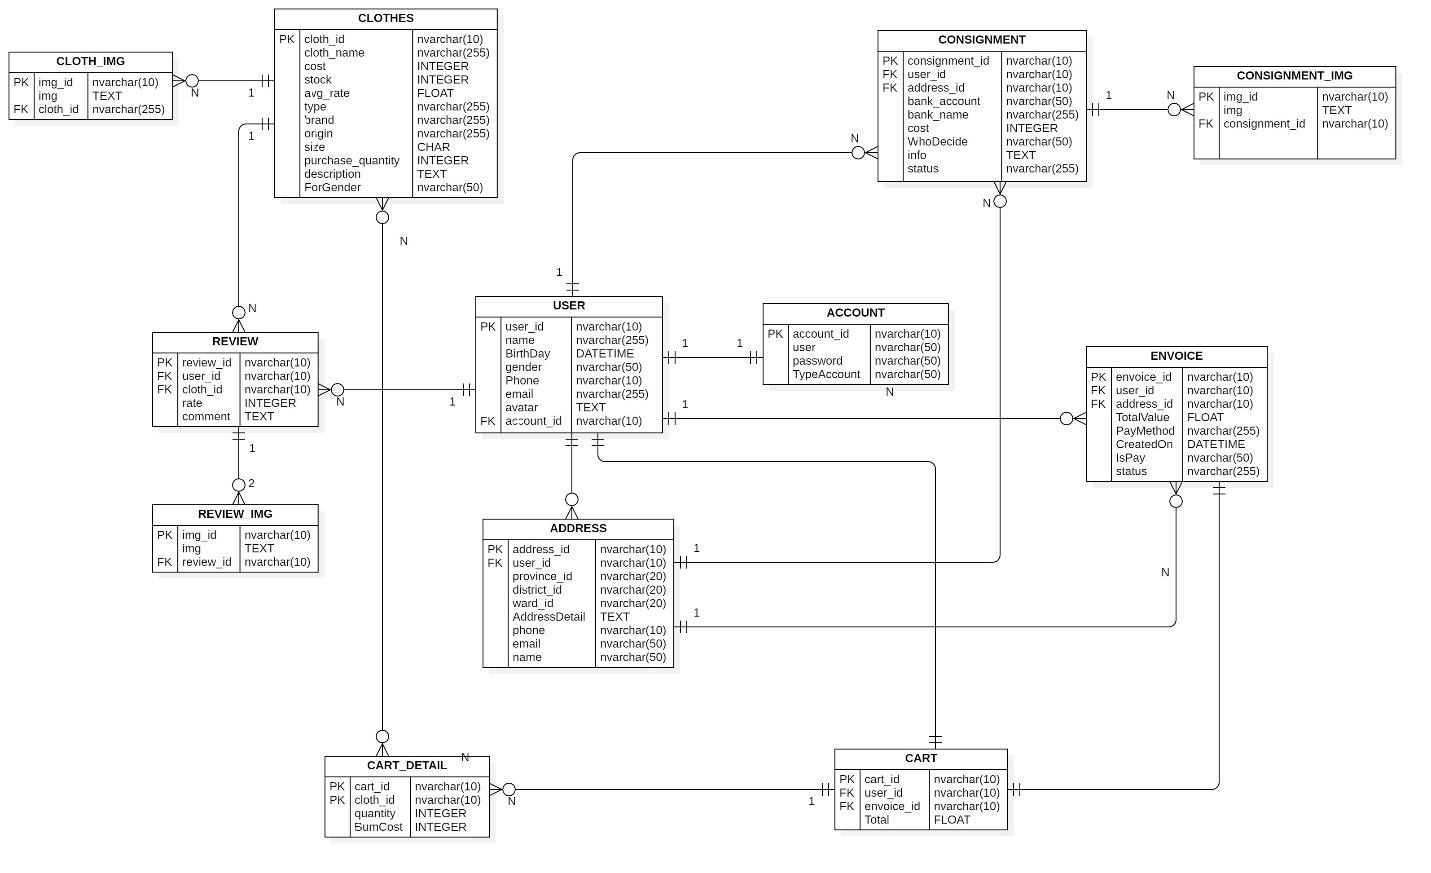 CLOTHES
PK cloth_id nvarchar(10)
cloth_name nvarchar(255)
cost INTEGER
stock INTEGER
avg_rate FLOAT
type nvarchar(255)
brand nvarchar(255)
origin nvarchar(255)
size CHAR
purchase_quantity INTEGER
description TEXT
ForGender nvarchar(50)
CLOTH_IMG
PK img_id nvarchar(10)
img TEXT
FK cloth_id nvarchar(255)
N
1
1
N
CONSIGNMENT
PK consignment_id nvarchar(10)
FK user_id nvarchar(10)
FK address_id nvarchar(10)
bank_account nvarchar(50)
bank_name nvarchar(255)
cost INTEGER
WhoDecide nvarchar(50)
info TEXT
status nvarchar(255)
N
N
1
N
CONSIGNMENT_IMG
PK img_id nvarchar(10)
img TEXT
FK consignment_id nvarchar(10)
1
USER
PK user_id nvarchar(10)
name nvarchar(255)
BirthDay DATETIME
gender nvarchar(50)
Phone nvarchar(10)
email nvarchar(255)
avatar TEXT
FK account_id nvarchar(10)
1
1
1
ACCOUNT
PK account_id nvarchar(10)
user nvarchar(50)
password nvarchar(50)
TypeAccount nvarchar(50)
N
N
REVIEW
PK review_id nvarchar(10)
FK user_id nvarchar(10)
FK cloth_id nvarchar(10)
rate INTEGER
comment TEXT
N
1
1
2
REVIEW_IMG
PK img_id nvarchar(10)
img TEXT
FK review_id nvarchar(10)
ENVOICE
PK envoice_id nvarchar(10)
FK user_id nvarchar(10)
FK address_id nvarchar(10)
TotalValue FLOAT
PayMethod nvarchar(255)
CreatedOn DATETIME
IsPay nvarchar(50)
status nvarchar(255)
N
ADDRESS
PK address_id nvarchar(10)
FK user_id nvarchar(10)
province_id nvarchar(20)
district_id nvarchar(20)
ward_id nvarchar(20)
AddressDetail TEXT
phone nvarchar(10)
email nvarchar(50)
name nvarchar(50)
1
1
N
CART_DETAIL
PK cart_id nvarchar(10)
PK cloth_id nvarchar(10)
quantity INTEGER
SumCost INTEGER
N
1
CART
PK cart_id nvarchar(10)
FK user_id nvarchar(10)
FK envoice_id nvarchar(10)
Total FLOAT